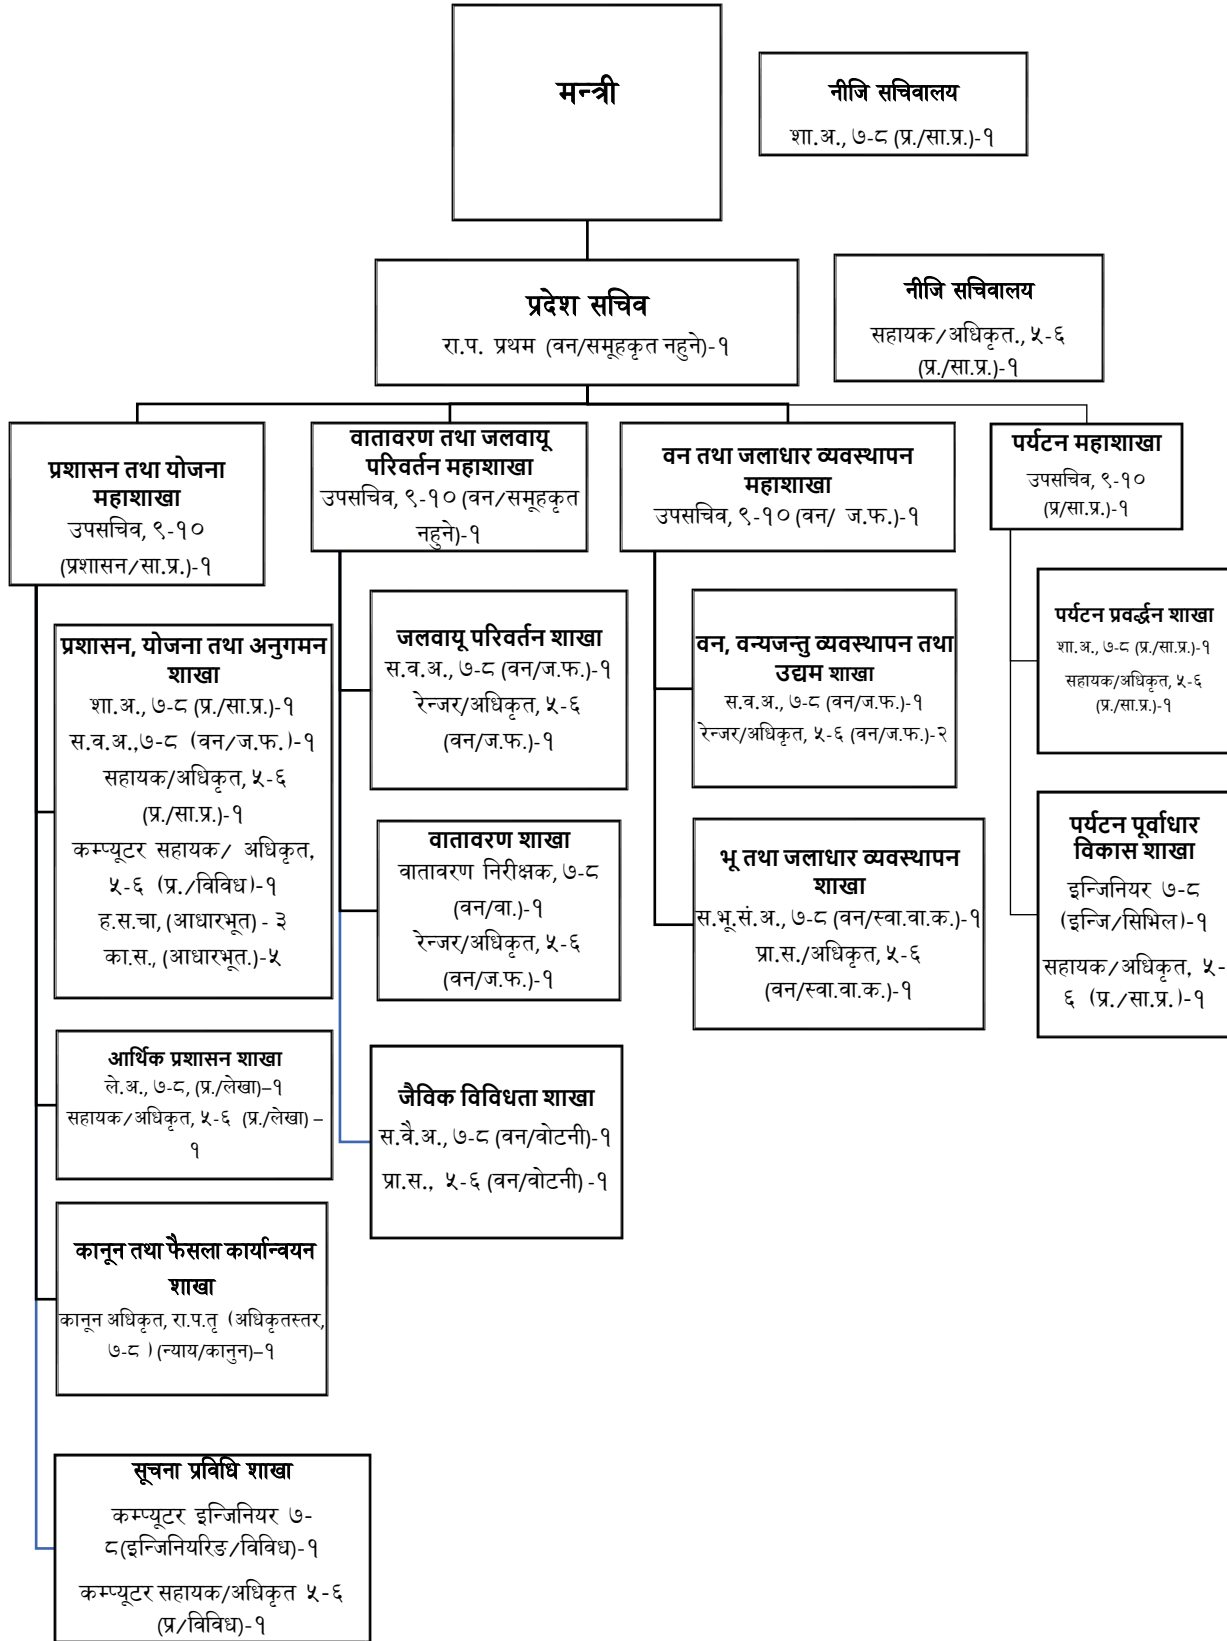 मन्त्री
नीजि सचिवालय
शा.अ., ७-८ (प्र./सा.प्र.)-१
प्रदेश सचिव
रा.प. प्रथम (वन/समूहकृत नहुने)-१
नीजि सचिवालय
सहायक/अधिकृत., ५-६
(प्र./सा.प्र.)-१
प्रशासन तथा योजना
महाशाखा
उपसचिव, ९-१०
(प्रशासन/सा.प्र.)-१
प्रशासन, योजना तथा अनुगमन
शाखा
शा.अ., ७-८ (प्र./सा.प्र.)-१
स.व.अ.,७-८ (वन/ज.फ.)-१
सहायक/अधिकृत, ५-६
(प्र./सा.प्र.)-१
कम्प्यूटर सहायक/ अधिकृत,
५-६ (प्र./विविध)-१
ह.स.चा, (आधारभूत) - ३
का.स., (आधारभूत.)-५
आर्थिक प्रशासन शाखा
ले.अ., ७-८, (प्र./लेखा)–१
सहायक/अधिकृत, ५-६ (प्र./लेखा) –
१
कानून तथा फैसला कार्यान्वयन
शाखा
कानून अधिकृत, रा.प.तृ (अधिकृतस्तर,
७-८ ) (न्याय/कानुन)–१
सूचना प्रविधि शाखा
कम्प्यूटर इन्जिनियर ७-
८(इन्जिनियरिङ/विविध)-१
कम्प्यूटर सहायक/अधिकृत ५-६
(प्र/विविध)-१
वातावरण तथा जलवायू
परिवर्तन महाशाखा
उपसचिव, ९-१० (वन/समूहकृत
नहुने)-१
जलवायू परिवर्तन शाखा
स.व.अ., ७-८ (वन/ज.फ.)-१
रेन्जर/अधिकृत, ५-६
(वन/ज.फ.)-१
वातावरण शाखा
वातावरण निरीक्षक, ७-८
(वन/वा.)-१
रेन्जर/अधिकृत, ५-६
(वन/ज.फ.)-१
जैविक विविधता शाखा
स.वै.अ., ७-८ (वन/वोटनी)-१
प्रा.स., ५-६ (वन/वोटनी) -१
वन तथा जलाधार व्यवस्थापन
महाशाखा
उपसचिव, ९-१० (वन/ ज.फ.)-१
वन, वन्यजन्तु व्यवस्थापन तथा
उद्यम शाखा
स.व.अ., ७-८ (वन/ज.फ.)-१
रेन्जर/अधिकृत, ५-६ (वन/ज.फ.)-२
भू तथा जलाधार व्यवस्थापन
शाखा
स.भू.सं.अ., ७-८ (वन/स्वा.वा.क.)-१
प्रा.स./अधिकृत, ५-६
(वन/स्वा.वा.क.)-१
पर्यटन महाशाखा
उपसचिव, ९-१०
(प्र/सा.प्र.)-१
पर्यटन प्रवर्द्धन शाखा
शा.अ., ७-८ (प्र./सा.प्र.)-१
सहायक/अधिकृत, ५-६
(प्र./सा.प्र.)-१
पर्यटन पूर्वाधार
विकास शाखा
इन्जिनियर ७-८
(इन्जि/सिभिल)-१
सहायक/अधिकृत, ५-
६ (प्र./सा.प्र.)-१